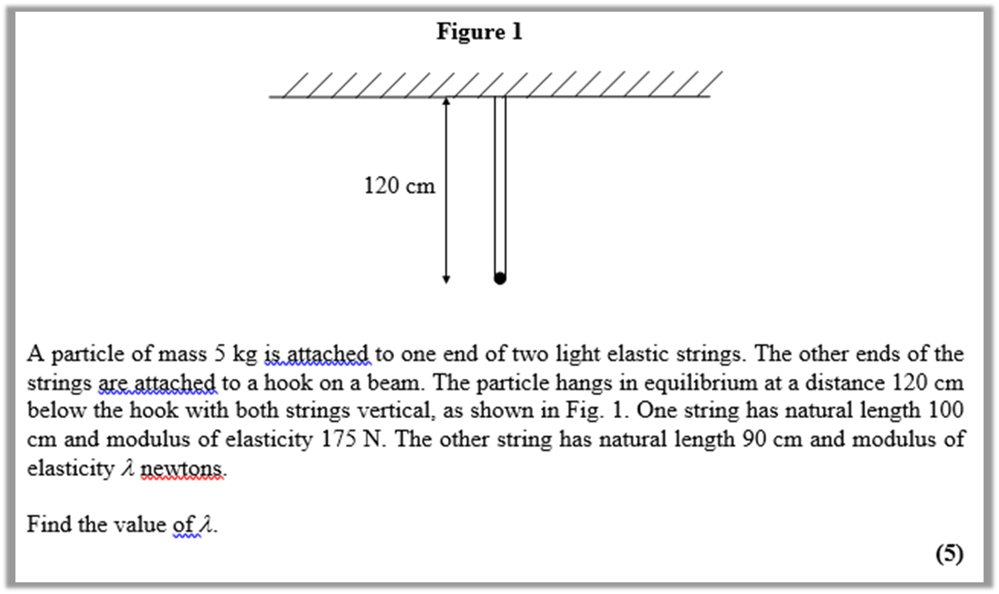 Figure 1
120 cm
A particle of mass 5 kg is attached to one end of two light elastic strings. The other ends of the
strings are attached to a hook on a beam. The particle hangs in equilibrium at a distance 120 cm
below the hook with both strings vertical, as shown in Fig. 1. One string has natural length 100
cm and modulus of elasticity 175 N. The other string has natural length 90 cm and modulus of
elasticity λ newtons.
Find the value of λ.
(5)